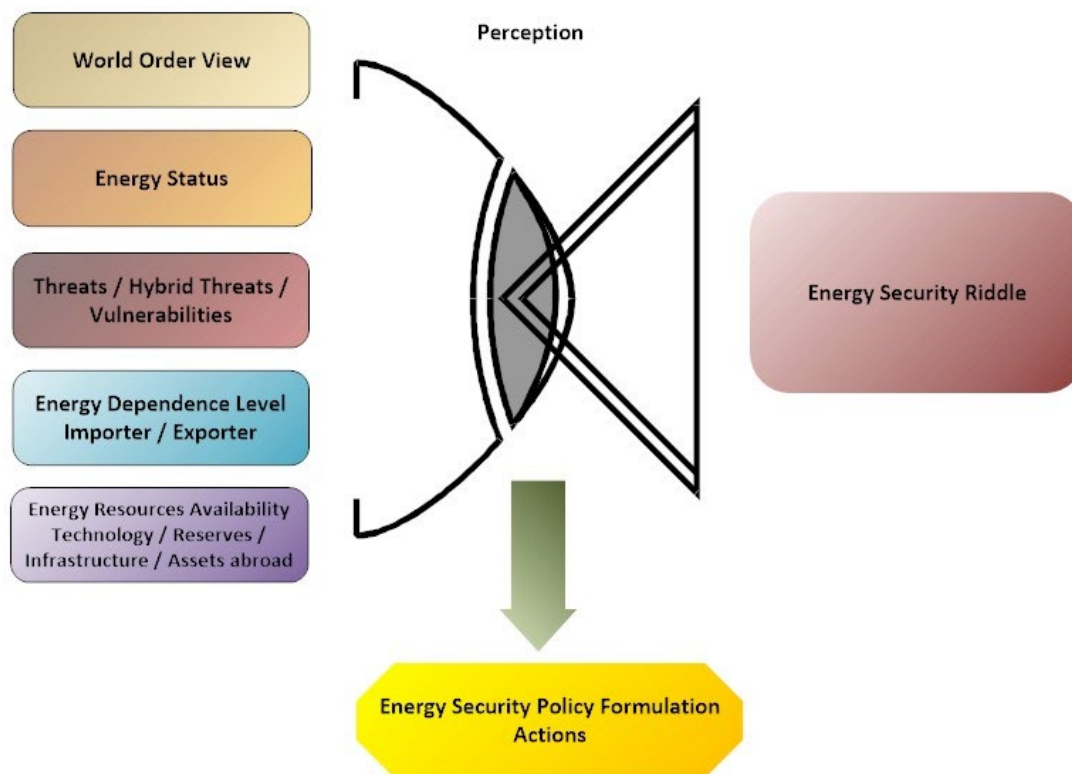 Perception
World Order View
Energy Status
Threats / Hybrid Threats /
Vulnerabilities
Energy Dependence Level
Importer / Exporter
Energy Resources Availability
Technology / Reserves /
Infrastructure / Assets abroad
Energy Security Riddle
Energy Security Policy Formulation
Actions